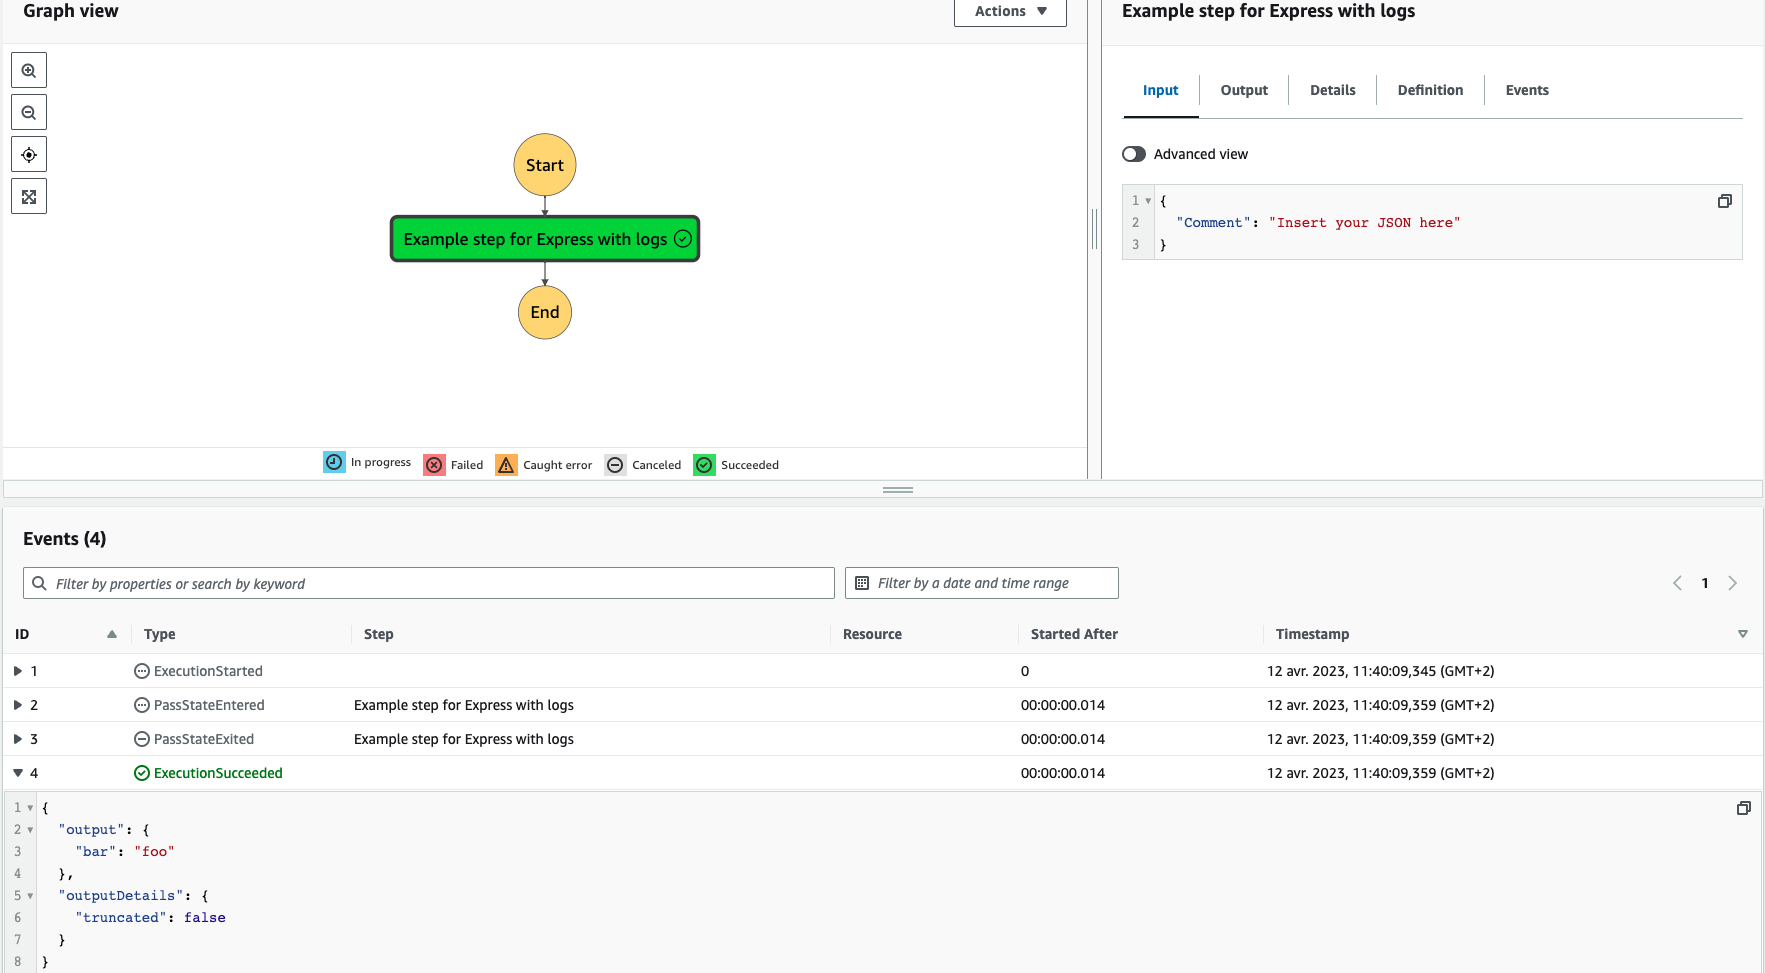 Graph view
Actions
Start
Example step for Express with logs
End
In progress Failed Caught error Canceled Succeeded
Example step for Express with logs
Input Output Details Definition Events
Advanced view
1 {
2 "Comment": "Insert your JSON here"
3 }
Events (4)
Filter by properties or search by keyword
Filter by a date and time range
1
ID Type Step Resource Started After Timestamp
1 ExecutionStarted 0 12 avr. 2023, 11:40:09,345 (GMT+2)
2 PassStateEntered Example step for Express with logs 00:00:00.014 12 avr. 2023, 11:40:09,359 (GMT+2)
3 PassStateExited Example step for Express with logs 00:00:00.014 12 avr. 2023, 11:40:09,359 (GMT+2)
4 ExecutionSucceeded 00:00:00.014 12 avr. 2023, 11:40:09,359 (GMT+2)
1 {
2 "output": {
3 "bar": "foo"
4 },
5 "outputDetails": {
6 "truncated": false
7 }
8 }